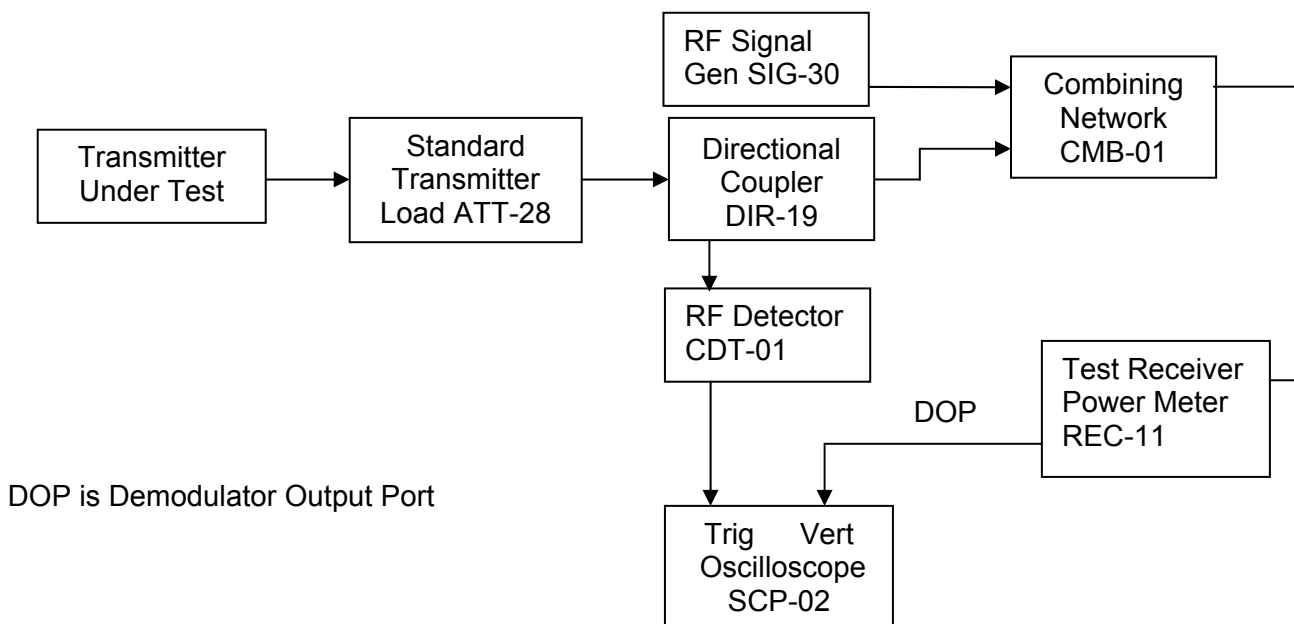 RF Signal
Gen SIG-30
Combining
Network
CMB-01
Transmitter
Under Test
Standard
Transmitter
Load ATT-28
Directional
Coupler
DIR-19
RF Detector
CDT-01
Test Receiver
Power Meter
REC-11
DOP
DOP is Demodulator Output Port
Trig Vert
Oscilloscope
SCP-02